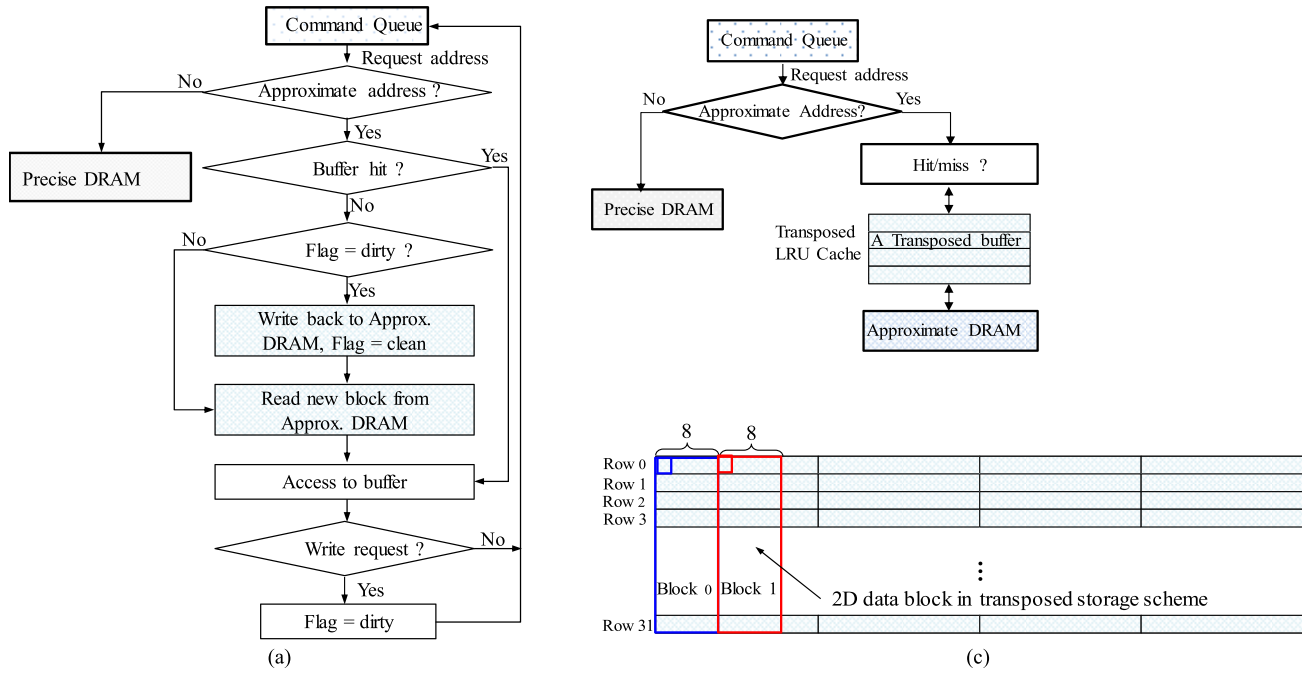 Command Queue
Request address
No
Approximate address ?
Yes
Precise DRAM
Buffer hit ?
Yes
No
No
Flag = dirty ?
Yes
Write back to Approx.
DRAM, Flag = clean
Read new block from
Approx. DRAM
Access to buffer
Write request ?
No
Yes
Flag = dirty
(a)
Command Queue
Request address
No
Approximate Address?
Yes
Hit/miss ?
Precise DRAM
Transposed
LRU Cache
A Transposed buffer
Approximate DRAM
8
8
Row 0
Row 1
Row 2
Row 3
Block 0
Block 1
2D data block in transposed storage scheme
Row 31
(c)